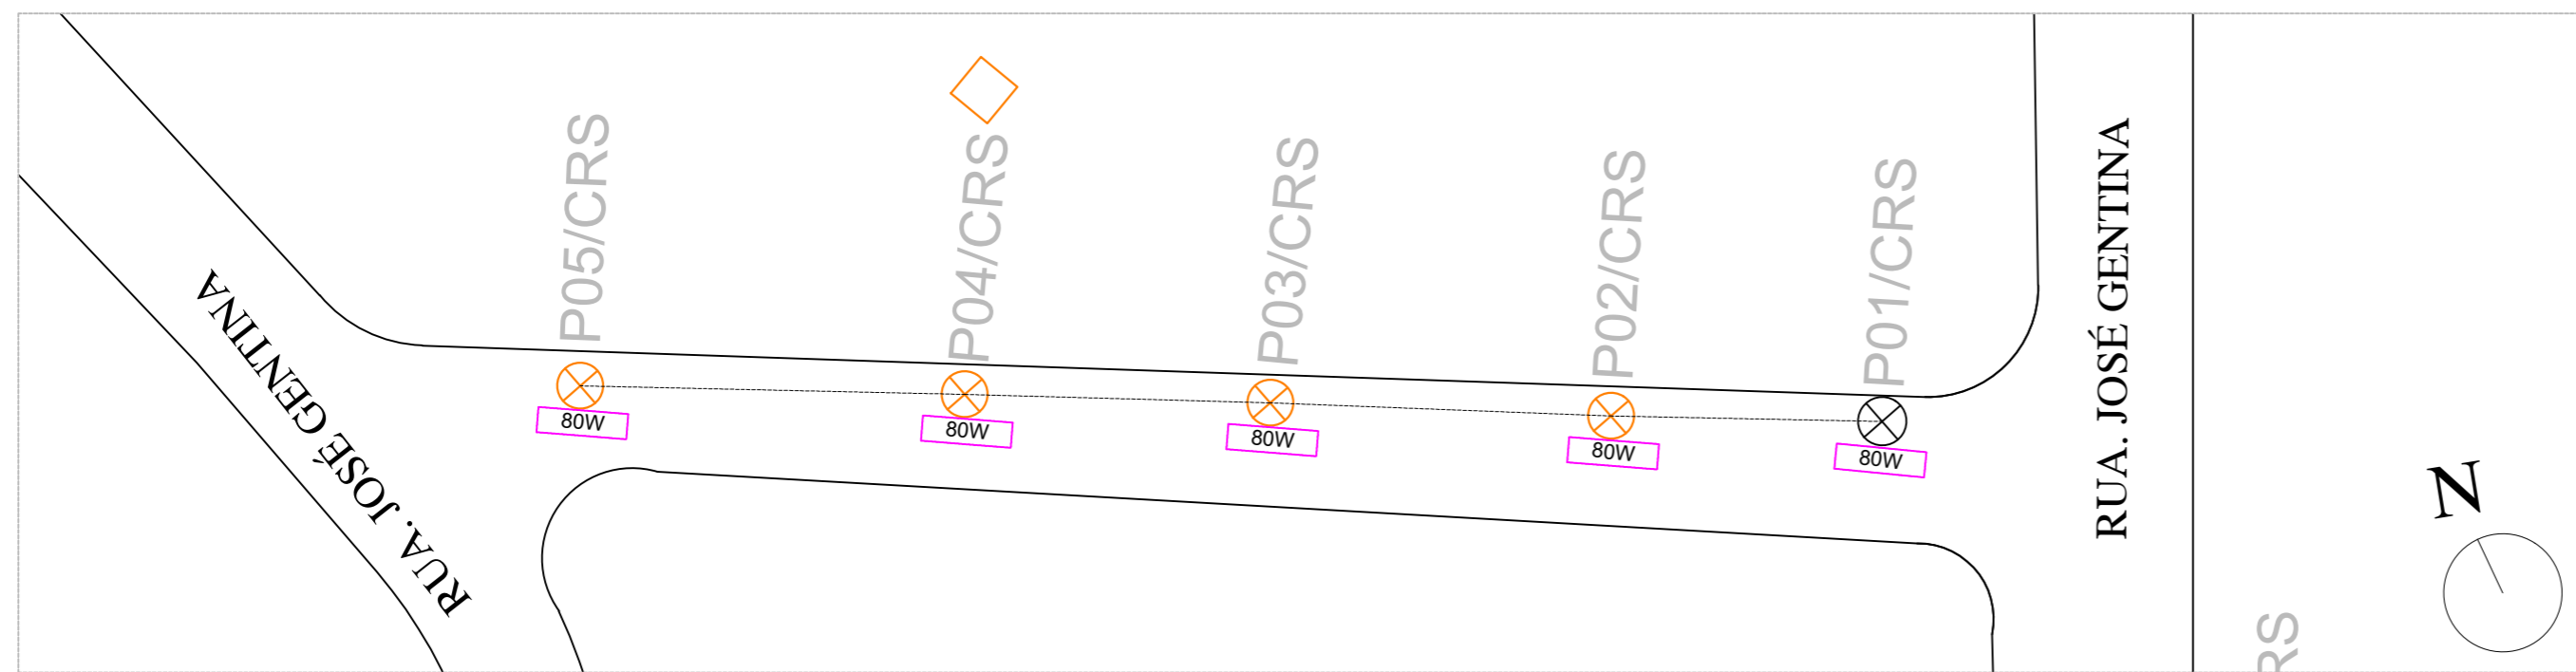 P05/CRS
P04/CRS
P03/CRS
P02/CRS
P01/CRS
80W
80W
80W
80W
80W
RUA. JOSÉ GENTINA
RUA. JOSÉ GENTINA
N
RS